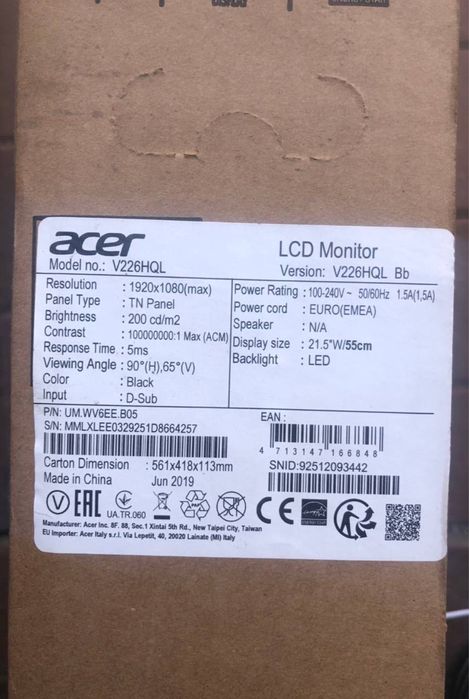 acer
LCD Monitor
Model no.: V226HQL
Version: V226HQL Bb
Resolution : 1920x1080(max)
Panel Type : TN Panel
Brightness : 200 cd/m2
Contrast : 100000000:1 Max (ACM)
Response Time : 5ms
Viewing Angle : 90°(H),65°(V)
Color : Black
Input : D-Sub
Power Rating : 100-240V ~ 50/60Hz 1.5A(1,5A)
Power cord : EURO(EMEA)
Speaker : N/A
Display size : 21.5"W/55cm
Backlight : LED
P/N: UM.WV6EE.B05
S/N: MMLXLEE0329251D8664257
EAN :
4 713147 166848
Carton Dimension : 561x418x113mm
Made in China Jun 2019
SNID:92512093442
V EAC UA.TR.060 CE
Manufacturer: Acer Inc. 8F, 88, Sec.1 Xintai 5th Rd., New Taipei City, Taiwan
EU Importer: Acer Italy s.r.l. Via Lepetit, 40, 20020 Lainate (MI) Italy